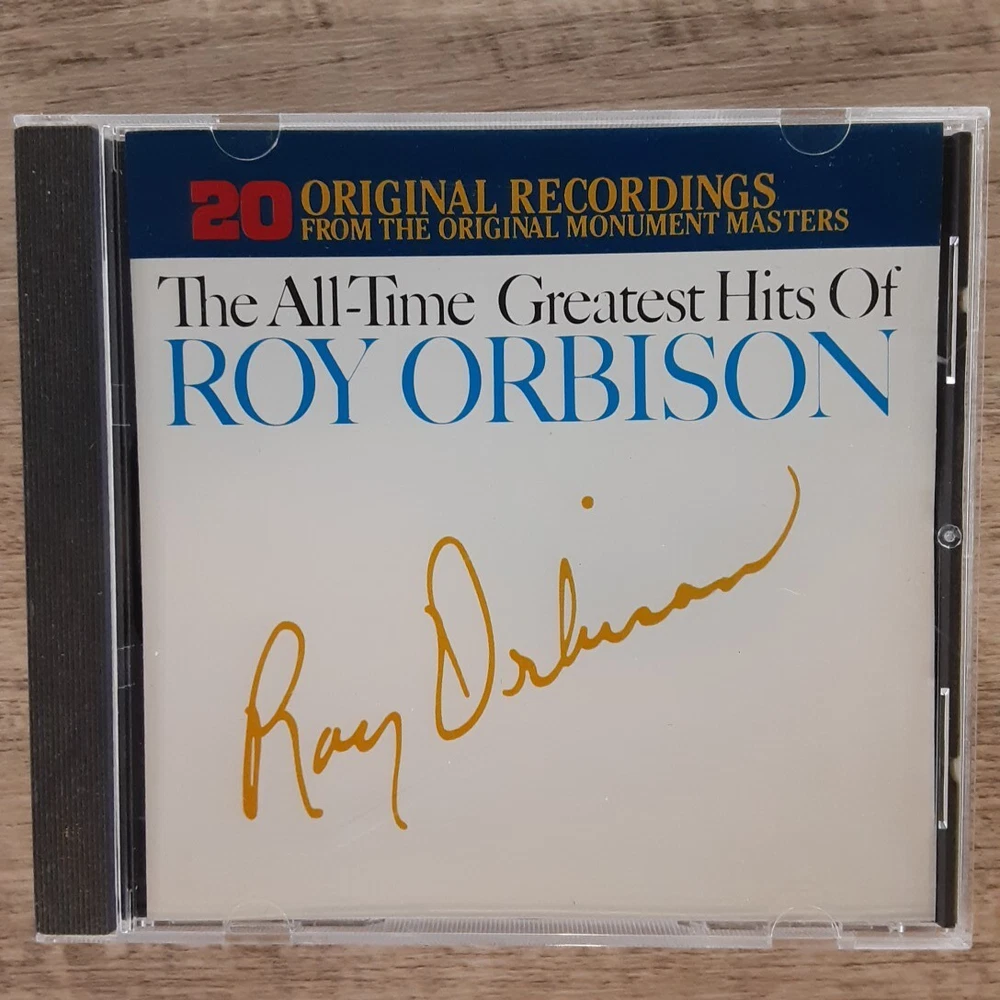 20 ORIGINAL RECORDINGS
FROM THE ORIGINAL MONUMENT MASTERS
The All-Time Greatest Hits Of
ROY ORBISON
Roy Orbison